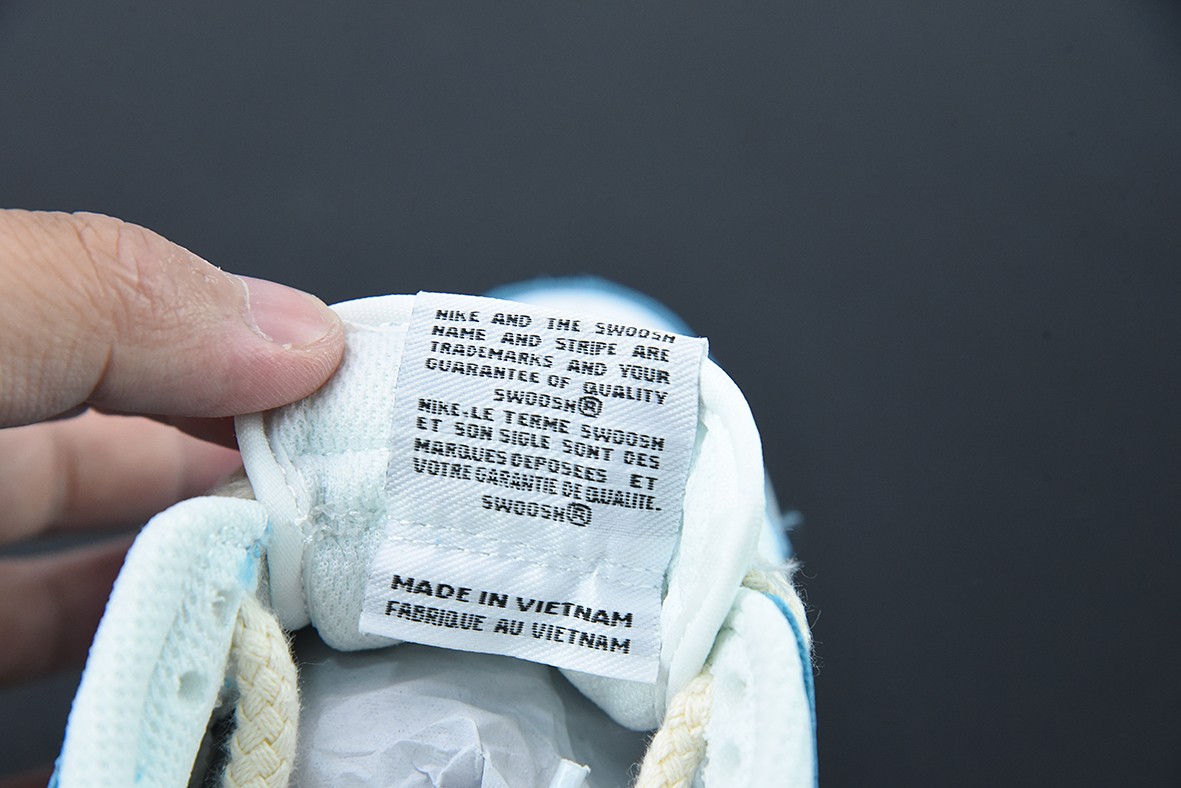 NIKE AND THE SWOOSH
NAME AND STRIPE ARE
TRADEMARKS AND YOUR
GUARANTEE OF QUALITY
SWOOSH®
NIKE.LE TERME SWOOSH
ET SON SIGLE SONT DES
MARQUES DEPOSEES ET
VOTRE GARANTIE DE QUALITE.
SWOOSH®
MADE IN VIETNAM
FABRIQUE AU VIETNAM